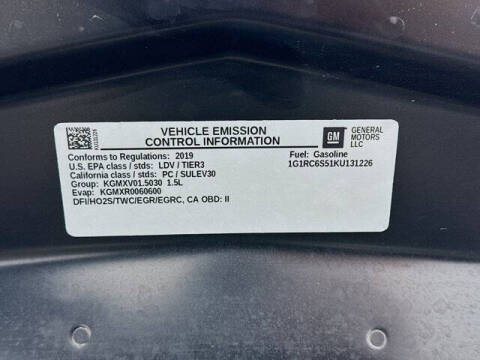 VEHICLE EMISSION
CONTROL INFORMATION
GM
GENERAL
MOTORS
LLC
Conforms to Regulations: 2019
Fuel: Gasoline
U.S. EPA class / stds: LDV / TIER3
1G1RC6S51KU131226
California class / stds: PC / SULEV30
Group: KGMXV01.5030 1.5L
Evap: KGMXR0060600
DFI/HO2S/TWC/EGR/EGRC, CA OBD: II